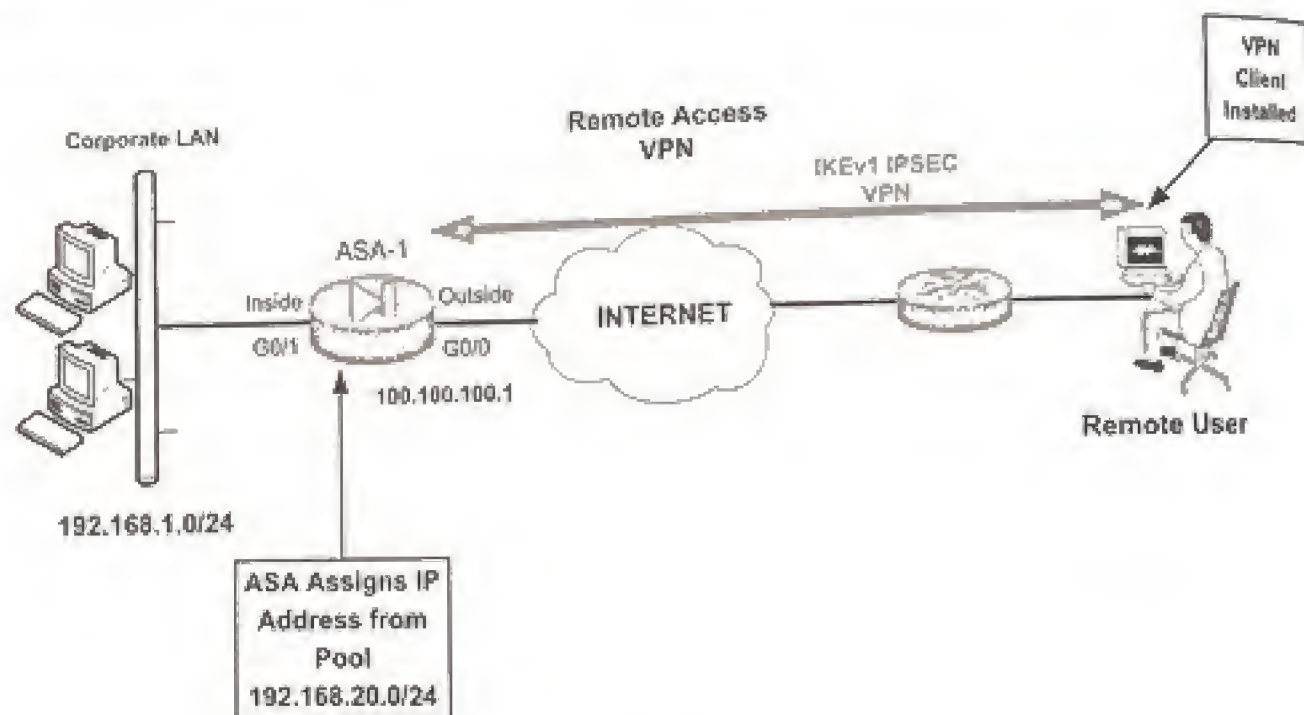 VPN
Client
Installed
Remote Access
VPN
Corporate LAN
IKEv1 IPSEC
VPN
ASA-1
Inside
Outside
INTERNET
G0/1
G0/0
100.100.100.1
Remote User
192.168.1.0/24
ASA Assigns IP
Address from
Pool
192.168.20.0/24